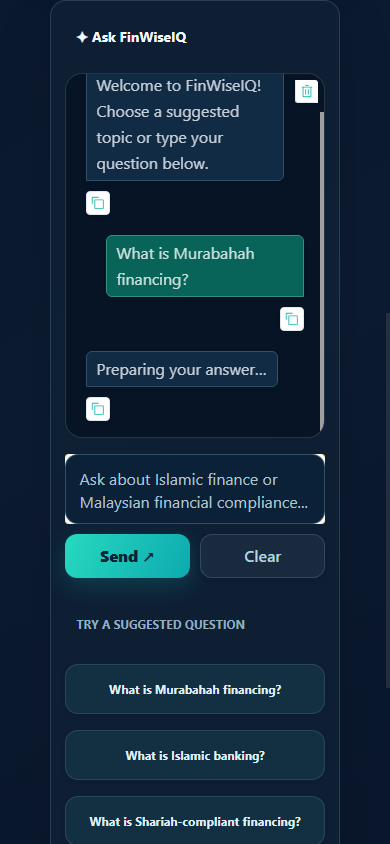 ✦ Ask FinWiseIQ
Welcome to FinWiseIQ!
Choose a suggested
topic or type your
question below.
What is Murabahah
financing?
Preparing your answer...
Ask about Islamic finance or
Malaysian financial compliance...
Send ↗
Clear
TRY A SUGGESTED QUESTION
What is Murabahah financing?
What is Islamic banking?
What is Shariah-compliant financing?